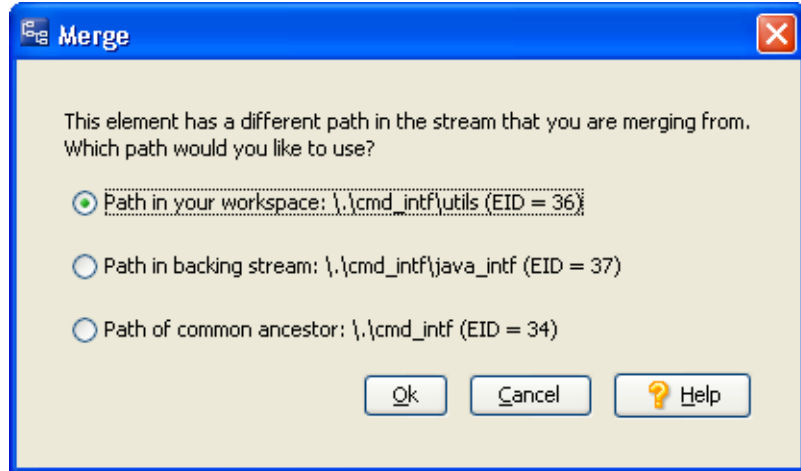 Merge
This element has a different path in the stream that you are merging from.
Which path would you like to use?
Path in your workspace: \.\cmd_intf\utils (EID = 36)
Path in backing stream: \.\cmd_intf\java_intf (EID = 37)
Path of common ancestor: \.\cmd_intf (EID = 34)
Ok Cancel Help